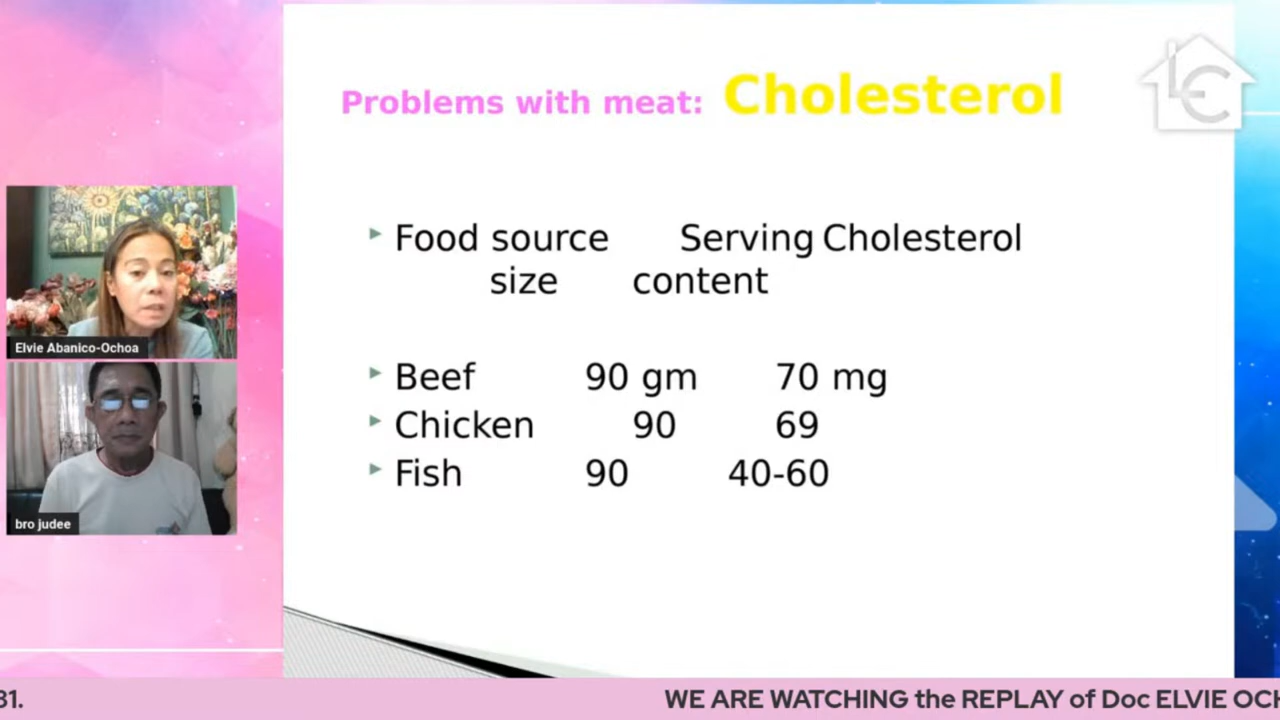 Problems with meat: Cholesterol
LC
Food source Serving Cholesterol
size content
Beef 90 gm 70 mg
Chicken 90 69
Fish 90 40-60
Elvie Abanico-Ochoa
bro judee
31. WE ARE WATCHING the REPLAY of Doc ELVIE OCH